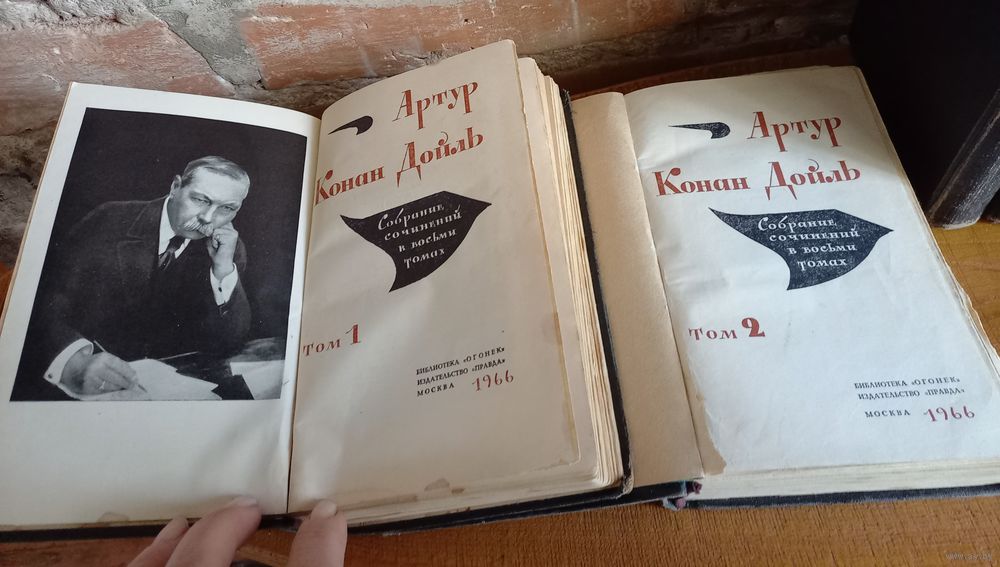 Артур
Конан Дойль
Собрание
сочинений
в восьми
томах
том 1
БИБЛИОТЕКА «ОГОНЕК»
ИЗДАТЕЛЬСТВО «ПРАВДА»
МОСКВА 1966
Артур
Конан Дойль
Собрание
сочинений
в восьми
томах
том 2
БИБЛИОТЕКА «ОГОНЕК»
ИЗДАТЕЛЬСТВО «ПРАВДА»
МОСКВА 1966